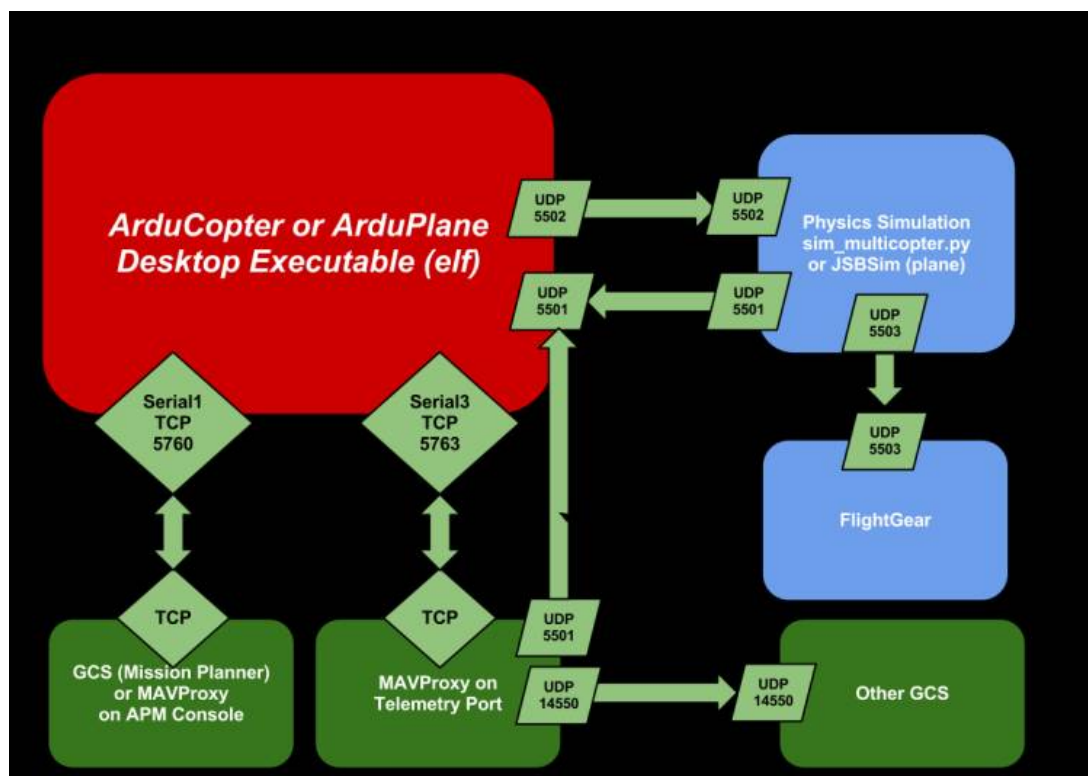 ArduCopter or ArduPlane
Desktop Executable (elf)
UDP
5502
UDP
5502
Physics Simulation
sim_multicopter.py
or JSBSim (plane)
UDP
5501
UDP
5501
UDP
5503
Serial1
TCP
5760
Serial3
TCP
5763
UDP
5503
FlightGear
TCP
TCP
UDP
5501
GCS (Mission Planner)
or MAVProxy
on APM Console
MAVProxy on
Telemetry Port
UDP
14550
UDP
14550
Other GCS